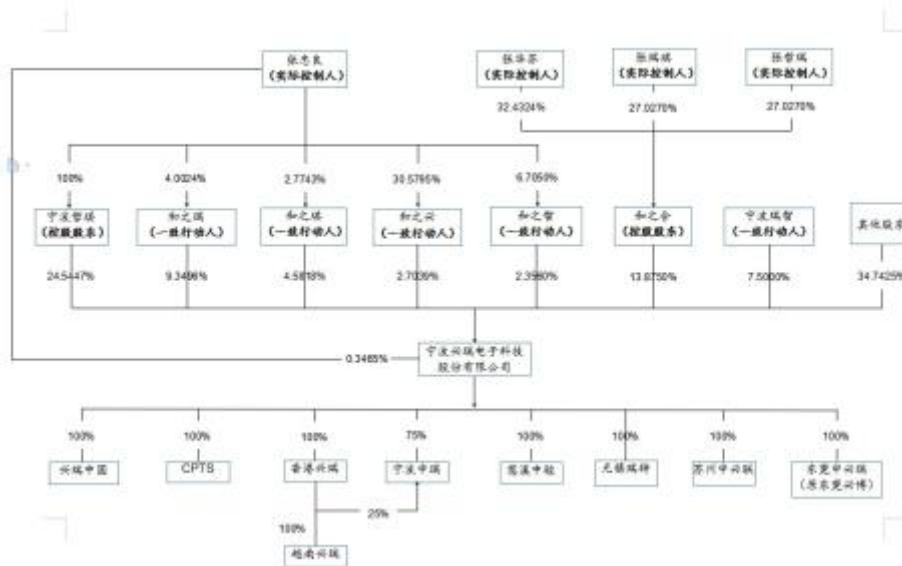 张忠良
(实际控制人)
张华芬
(实际控制人)
张瑞琪
(实际控制人)
张哲瑞
(实际控制人)
32.4324%
27.0270%
27.0270%
100%
4.0024%
2.7743%
30.5795%
6.7050%
宁波哲琪
(控股股东)
和之瑞
(一致行动人)
和之琪
(一致行动人)
和之兴
(一致行动人)
和之智
(一致行动人)
和之合
(控股股东)
宁波瑞智
(一致行动人)
其他股东
24.5447%
9.3496%
4.5818%
2.7039%
2.3560%
13.8750%
7.5000%
34.7425%
宁波兴瑞电子科技
股份有限公司
0.3465%
100%
100%
100%
75%
100%
100%
100%
100%
兴瑞中国
CPTS
香港兴瑞
宁波中瑞
慈溪中骏
无锡瑞特
苏州中兴联
东莞中兴瑞
(原东莞兴博)
25%
100%
越南兴瑞